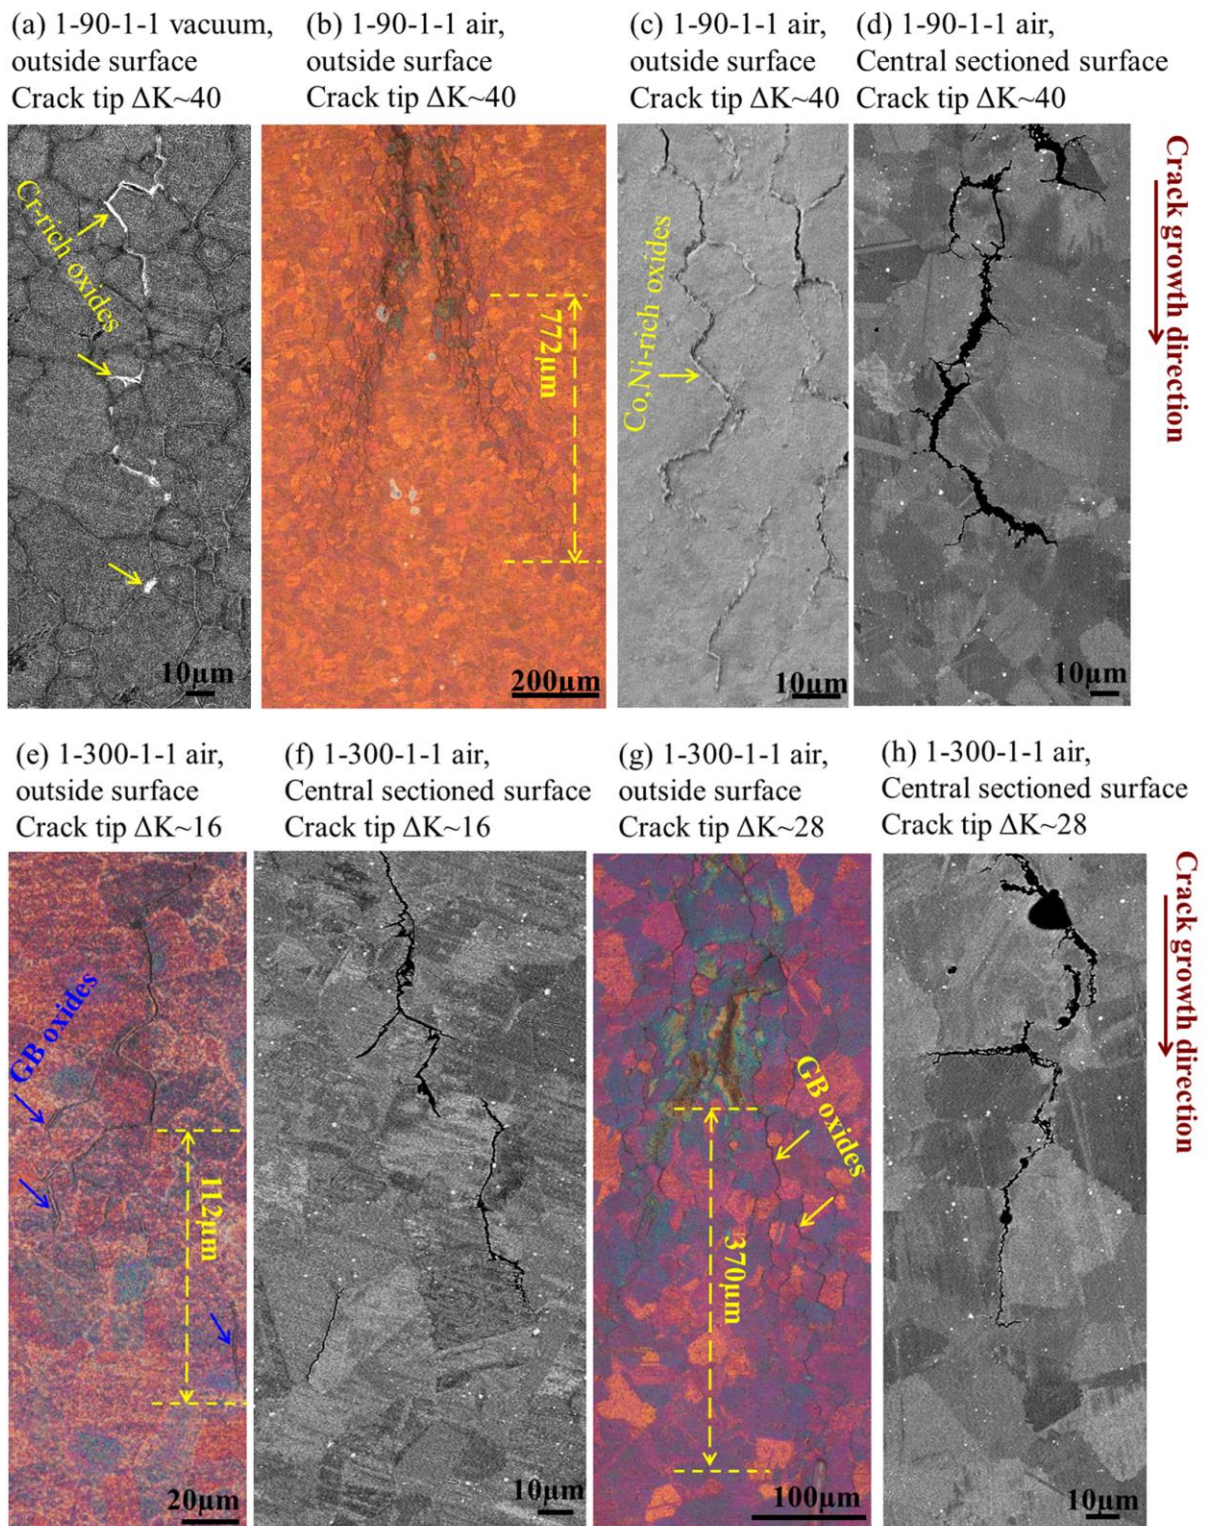 (a) 1-90-1-1 vacuum,
outside surface
Crack tip ΔK~40
(b) 1-90-1-1 air,
outside surface
Crack tip ΔK~40
(c) 1-90-1-1 air,
outside surface
Crack tip ΔK~40
(d) 1-90-1-1 air,
Central sectioned surface
Crack tip ΔK~40
Cr-rich oxides
10μm
772μm
200μm
Co,Ni-rich oxides
10μm
10μm
Crack growth direction
(e) 1-300-1-1 air,
outside surface
Crack tip ΔK~16
(f) 1-300-1-1 air,
Central sectioned surface
Crack tip ΔK~16
(g) 1-300-1-1 air,
outside surface
Crack tip ΔK~28
(h) 1-300-1-1 air,
Central sectioned surface
Crack tip ΔK~28
GB oxides
112μm
20μm
10μm
GB oxides
370μm
100μm
10μm
Crack growth direction